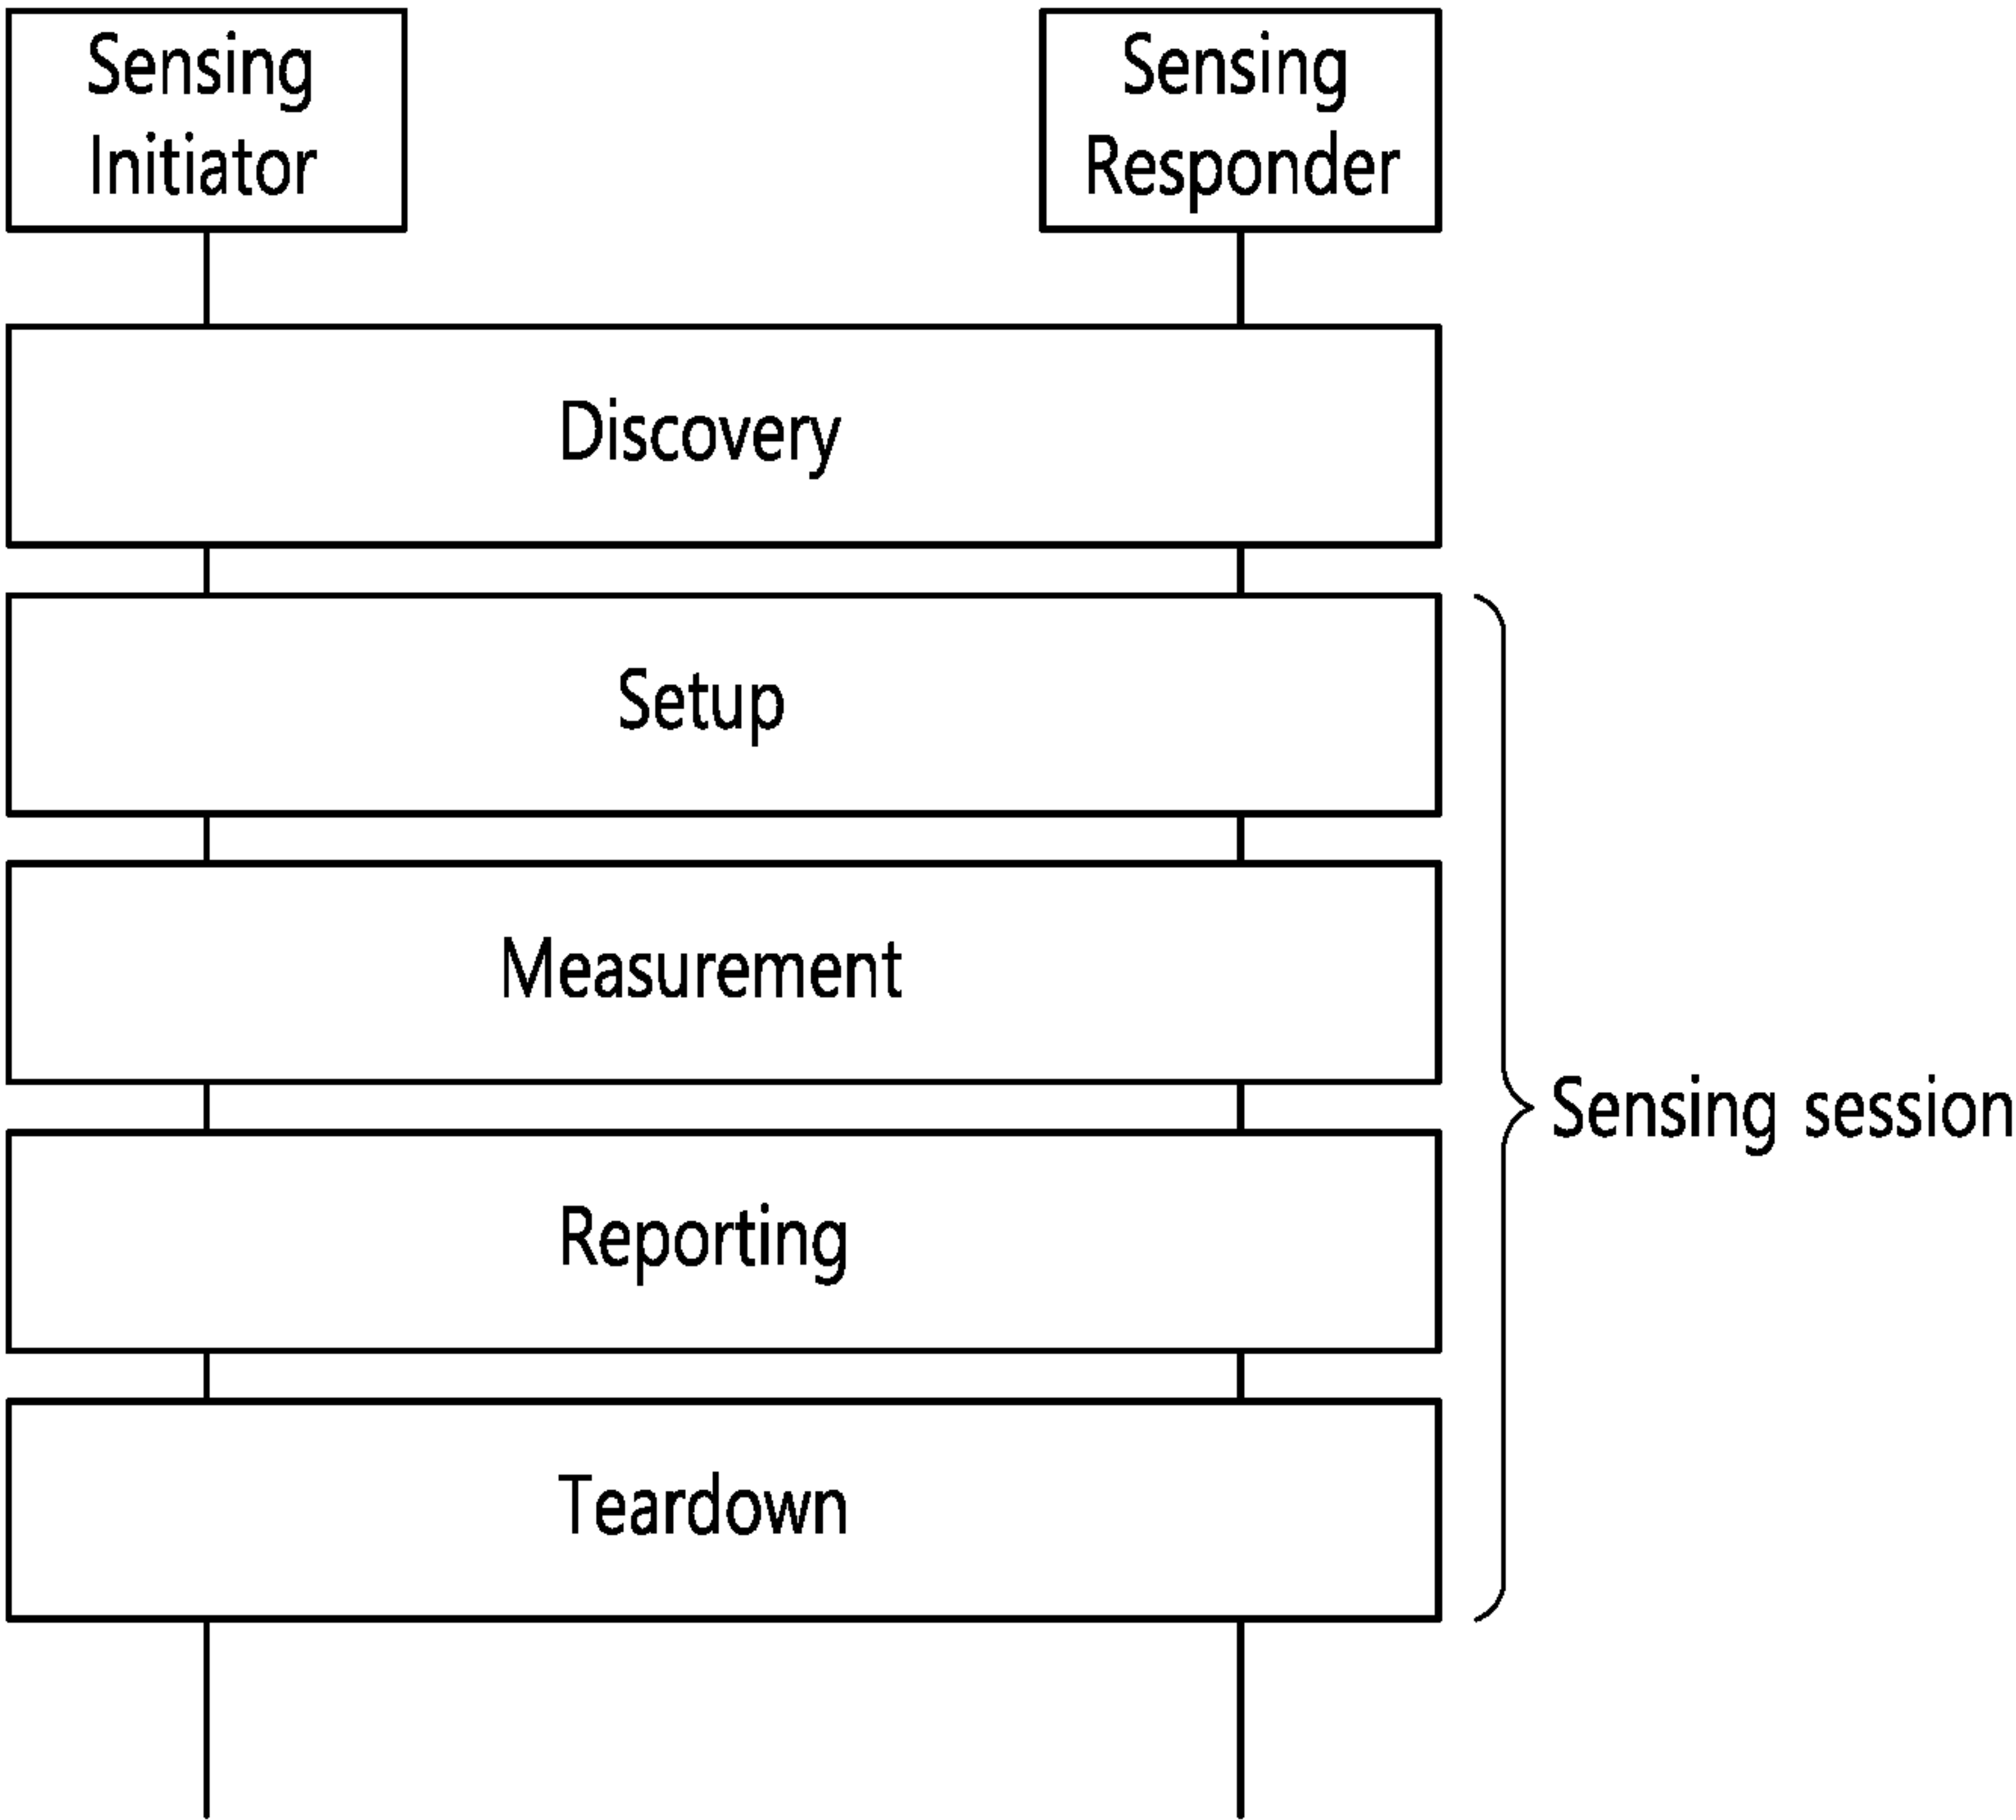 Sensing
Initiator
Sensing
Responder
Discovery
Setup
Measurement
Reporting
Teardown
Sensing session